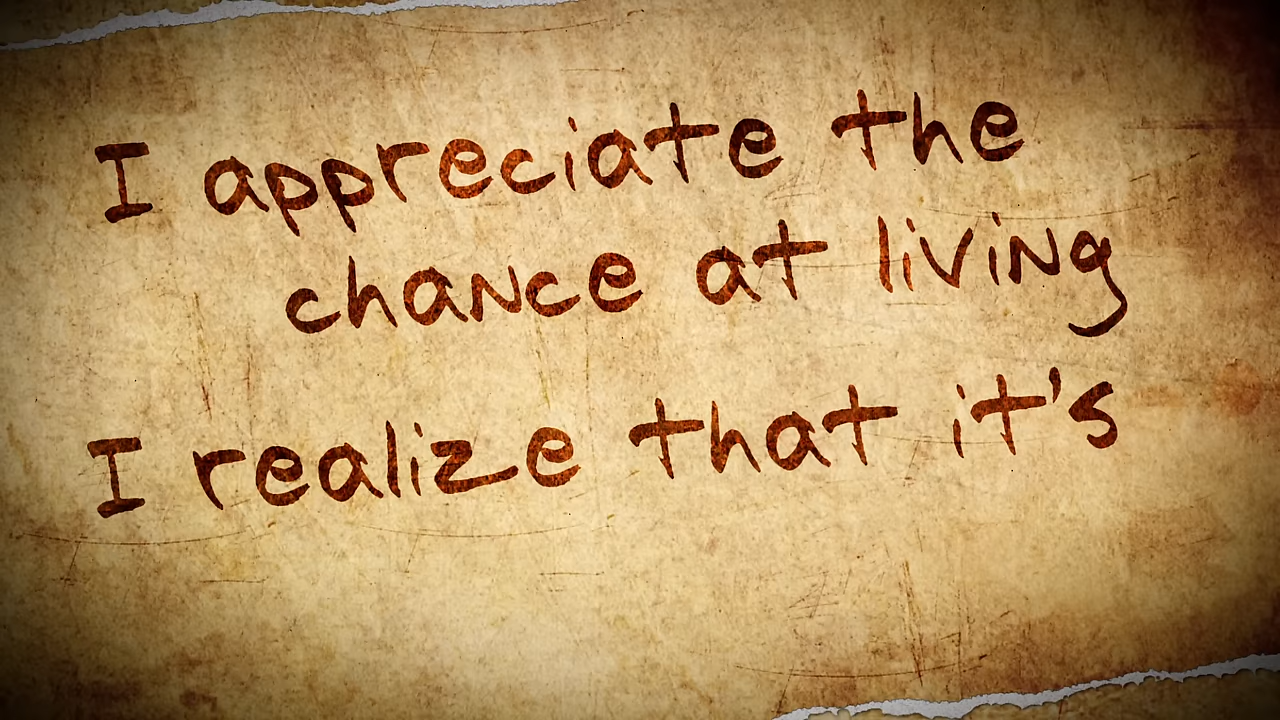 I appreciate the
chance at living
I realize that it's